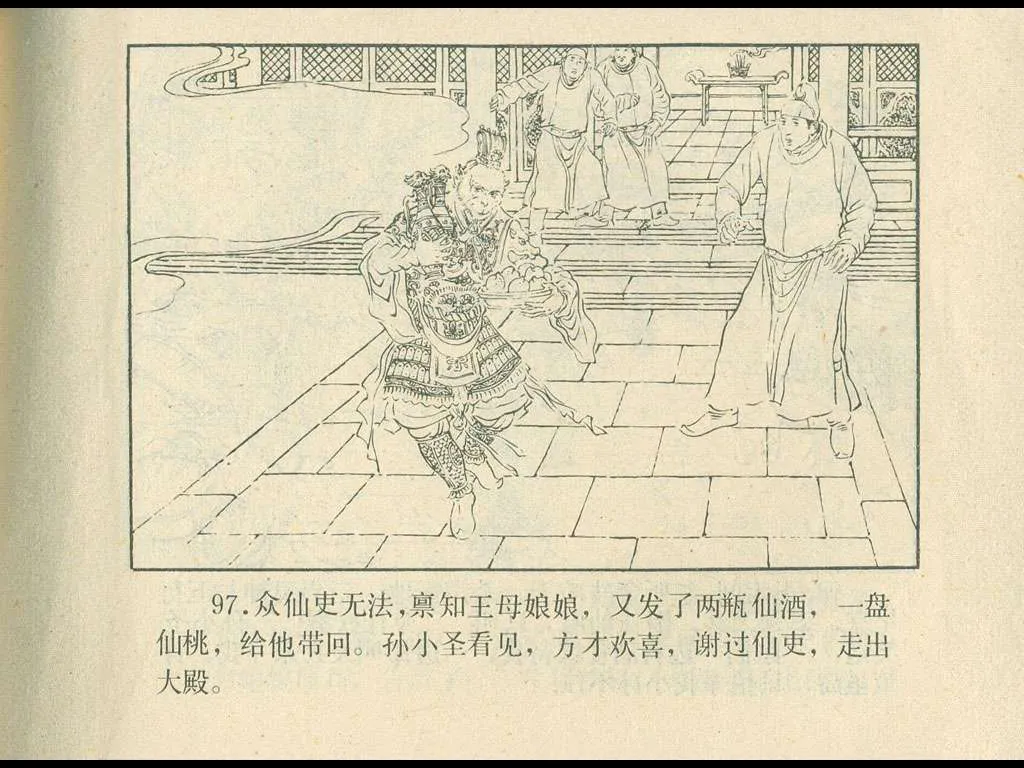 97.众仙吏无法,禀知王母娘娘，又发了两瓶仙酒，一盘
仙桃，给他带回。孙小圣看见，方才欢喜，谢过仙吏，走出
大殿。